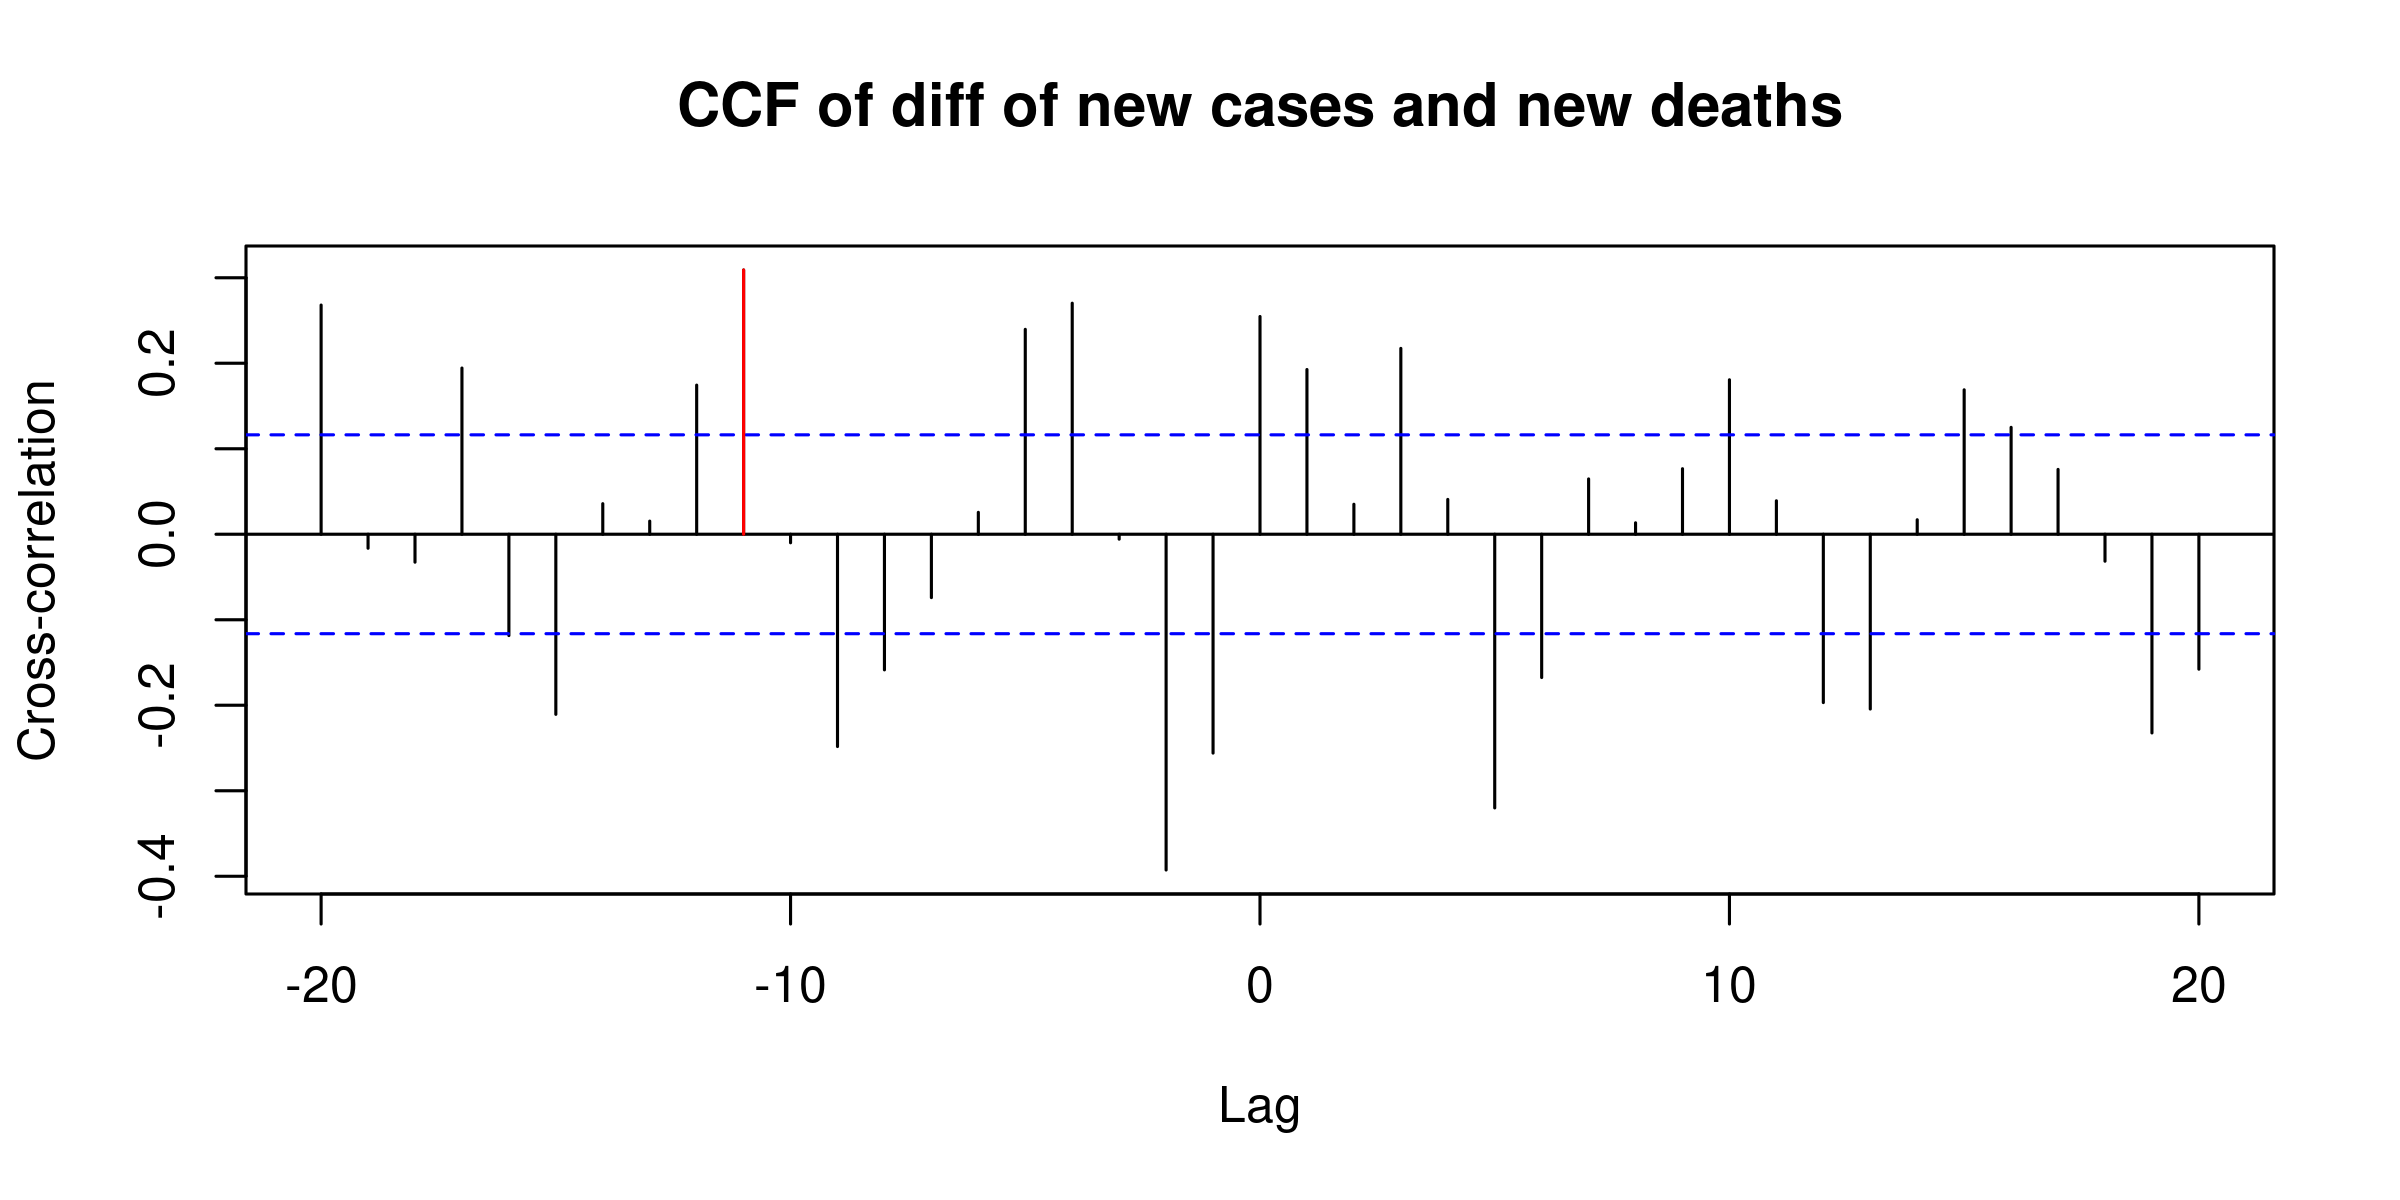 CCF of diff of new cases and new deaths
Cross-correlation
0.2
0.0
-0.2
-0.4
-20 -10 0 10 20
Lag